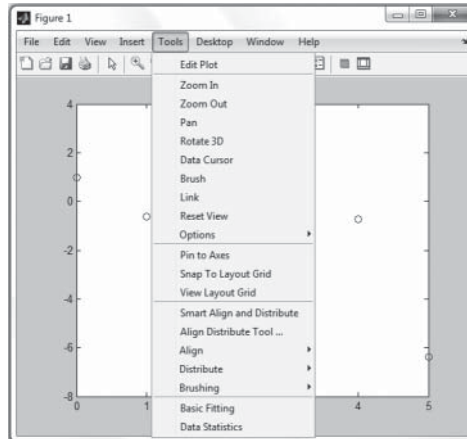 Figure 1
File Edit View Insert Tools Desktop Window Help
Edit Plot
Zoom In
Zoom Out
Pan
Rotate 3D
Data Cursor
Brush
Link
Reset View
Options
Pin to Axes
Snap To Layout Grid
View Layout Grid
Smart Align and Distribute
Align Distribute Tool ...
Align
Distribute
Brushing
Basic Fitting
Data Statistics
4
2
0
-2
-4
-6
-8
0 1 4 5